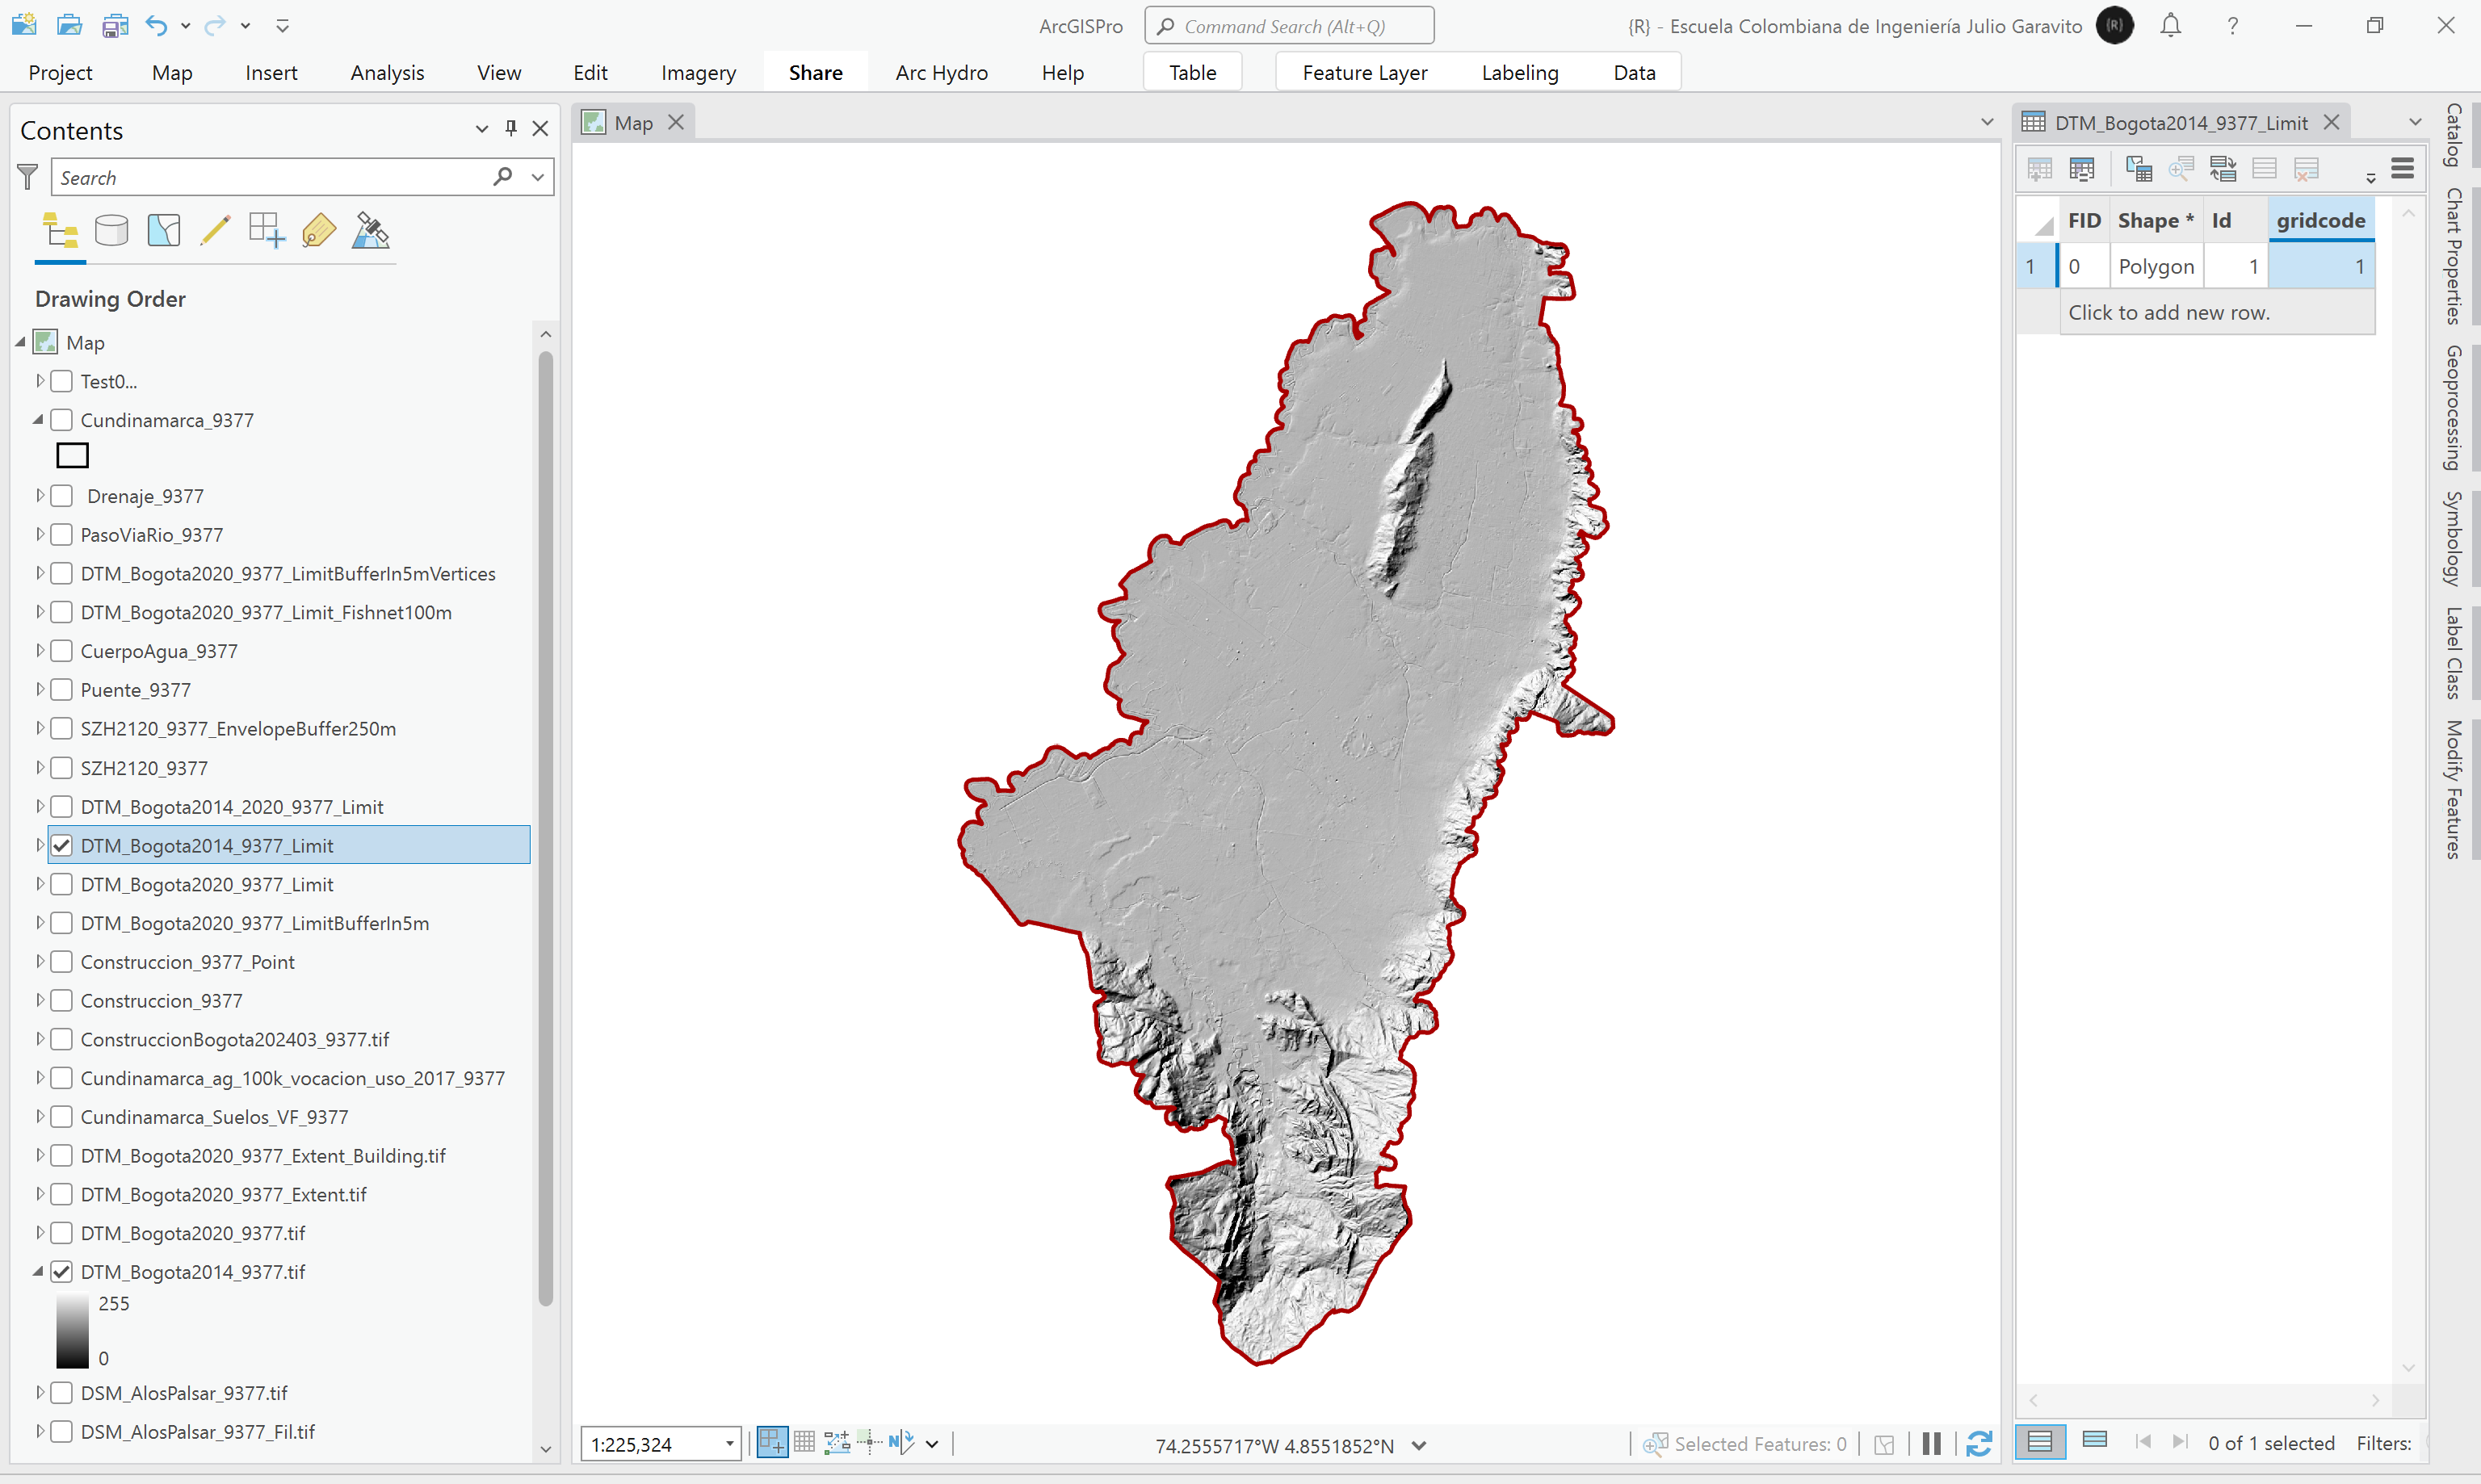 ArcGISPro
Command Search (Alt+Q)
{R} - Escuela Colombiana de Ingeniería Julio Garavito
{R}
Project Map Insert Analysis View Edit Imagery Share Arc Hydro Help Table Feature Layer Labeling Data
Contents
Search
Drawing Order
Map
Test0...
Cundinamarca_9377
Drenaje_9377
PasoViaRio_9377
DTM_Bogota2020_9377_LimitBufferIn5mVertices
DTM_Bogota2020_9377_Limit_Fishnet100m
CuerpoAgua_9377
Puente_9377
SZH2120_9377_EnvelopeBuffer250m
SZH2120_9377
DTM_Bogota2014_2020_9377_Limit
DTM_Bogota2014_9377_Limit
DTM_Bogota2020_9377_Limit
DTM_Bogota2020_9377_LimitBufferIn5m
Construccion_9377_Point
Construccion_9377
ConstruccionBogota202403_9377.tif
Cundinamarca_ag_100k_vocacion_uso_2017_9377
Cundinamarca_Suelos_VF_9377
DTM_Bogota2020_9377_Extent_Building.tif
DTM_Bogota2020_9377_Extent.tif
DTM_Bogota2020_9377.tif
DTM_Bogota2014_9377.tif
255
0
DSM_AlosPalsar_9377.tif
DSM_AlosPalsar_9377_Fil.tif
Map
1:225,324
N
74.2555717°W 4.8551852°N
Selected Features: 0
DTM_Bogota2014_9377_Limit
FID Shape * Id gridcode
1 0 Polygon 1 1
Click to add new row.
0 of 1 selected
Filters:
Catalog
Chart Properties
Geoprocessing
Symbology
Label Class
Modify Features